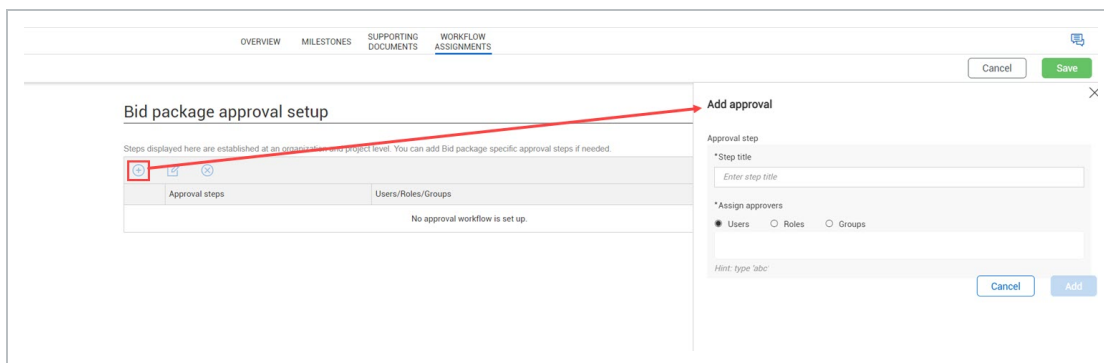 OVERVIEW MILESTONES SUPPORTING DOCUMENTS WORKFLOW ASSIGNMENTS
Cancel Save
Bid package approval setup
Steps displayed here are established at an organization and project level. You can add Bid package specific approval steps if needed.
Approval steps Users/Roles/Groups
No approval workflow is set up.
Add approval
Approval step
*Step title
Enter step title
*Assign approvers
Users Roles Groups
Hint: type 'abc'
Cancel Add